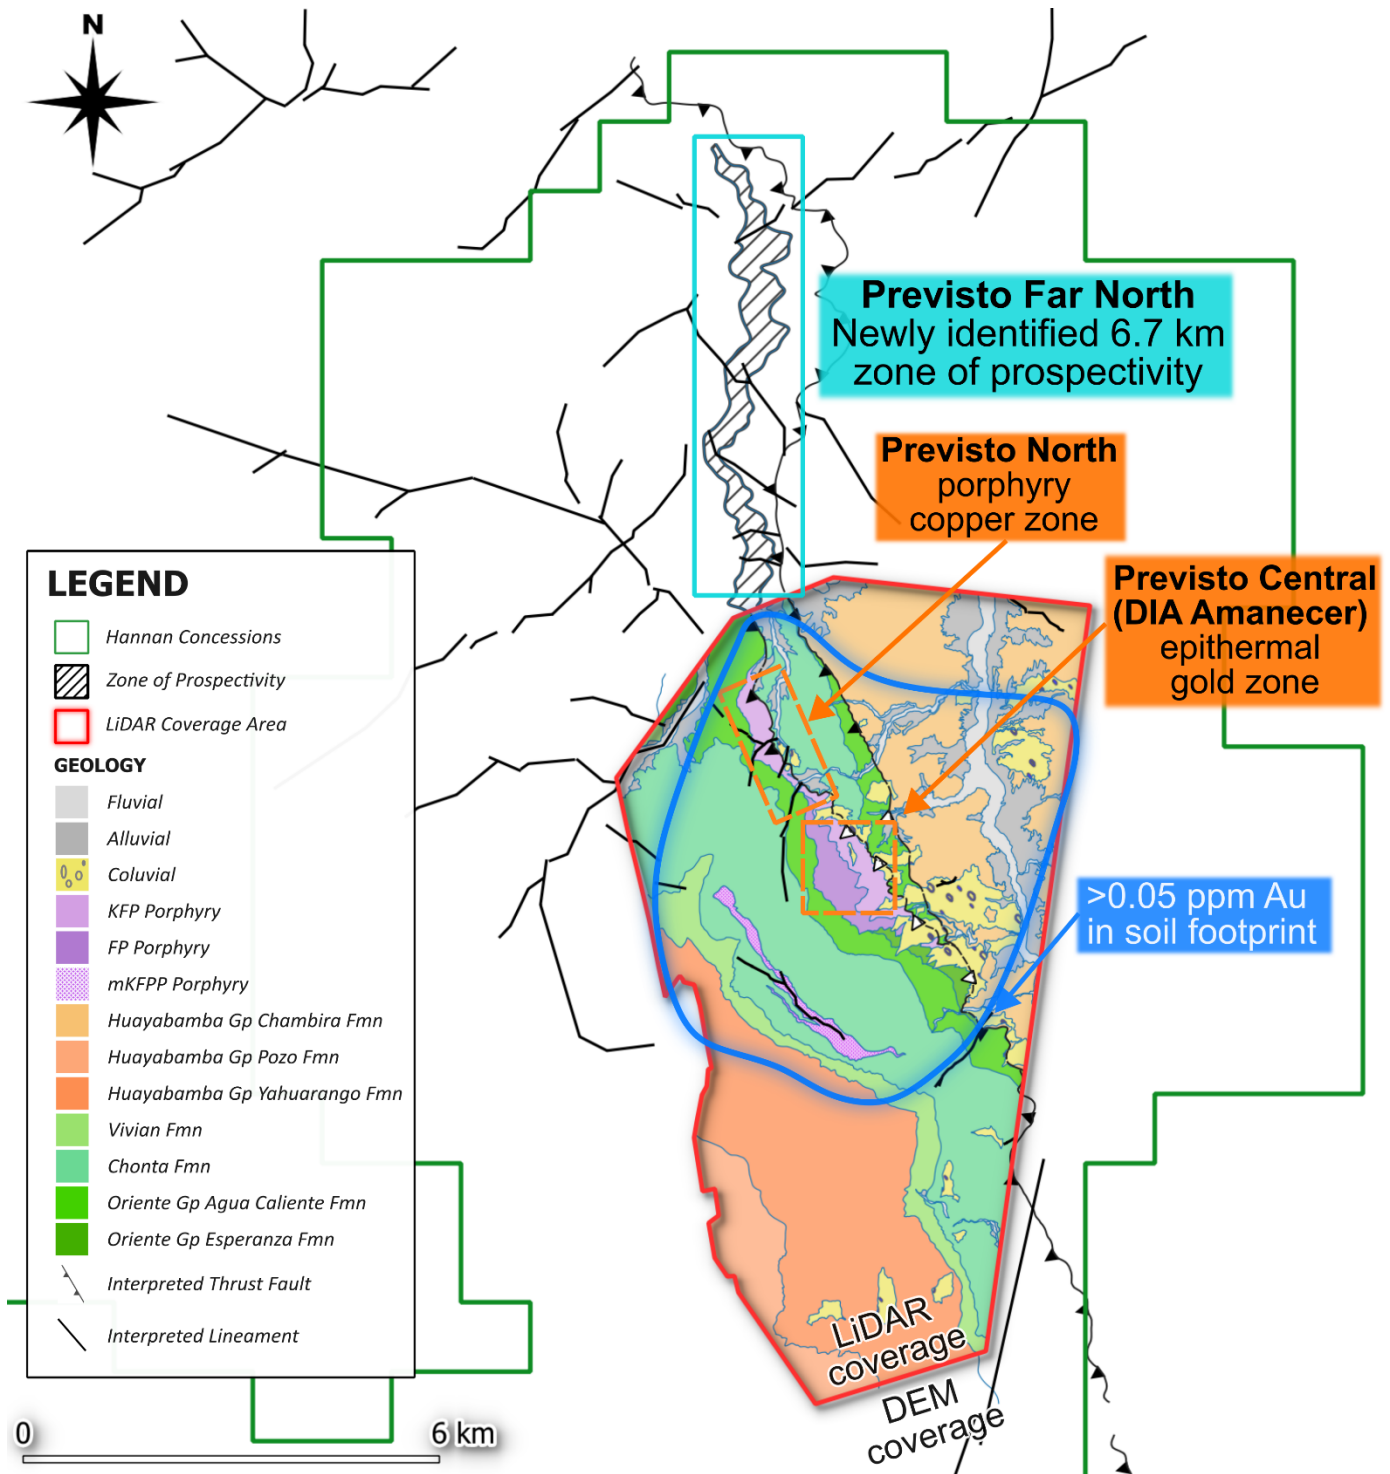 N
Previsto Far North
Newly identified 6.7 km
zone of prospectivity
Previsto North
porphyry
copper zone
Previsto Central
(DIA Amanecer)
epithermal
gold zone
>0.05 ppm Au
in soil footprint
LEGEND
Hannan Concessions
Zone of Prospectivity
LiDAR Coverage Area
GEOLOGY
Fluvial
Alluvial
Coluvial
KFP Porphyry
FP Porphyry
mKFPP Porphyry
Huayabamba Gp Chambira Fmn
Huayabamba Gp Pozo Fmn
Huayabamba Gp Yahuarango Fmn
Vivian Fmn
Chonta Fmn
Oriente Gp Agua Caliente Fmn
Oriente Gp Esperanza Fmn
Interpreted Thrust Fault
Interpreted Lineament
LiDAR
coverage
DEM
coverage
0 6 km